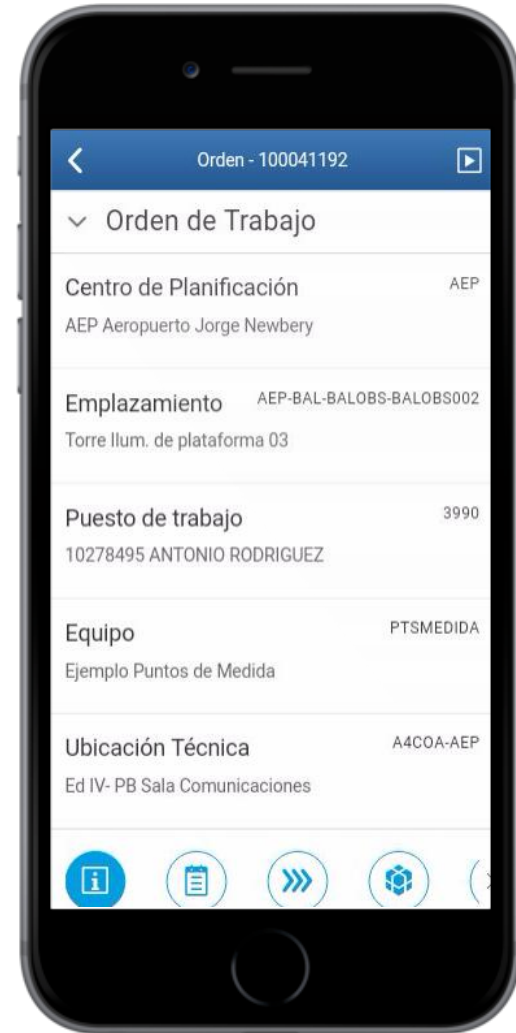 Orden - 100041192
Orden de Trabajo
Centro de Planificación AEP
AEP Aeropuerto Jorge Newbery
Emplazamiento AEP-BAL-BALOBS-BALOBS002
Torre Ilum. de plataforma 03
Puesto de trabajo 3990
10278495 ANTONIO RODRIGUEZ
Equipo PTSMEDIDA
Ejemplo Puntos de Medida
Ubicación Técnica A4COA-AEP
Ed IV- PB Sala Comunicaciones